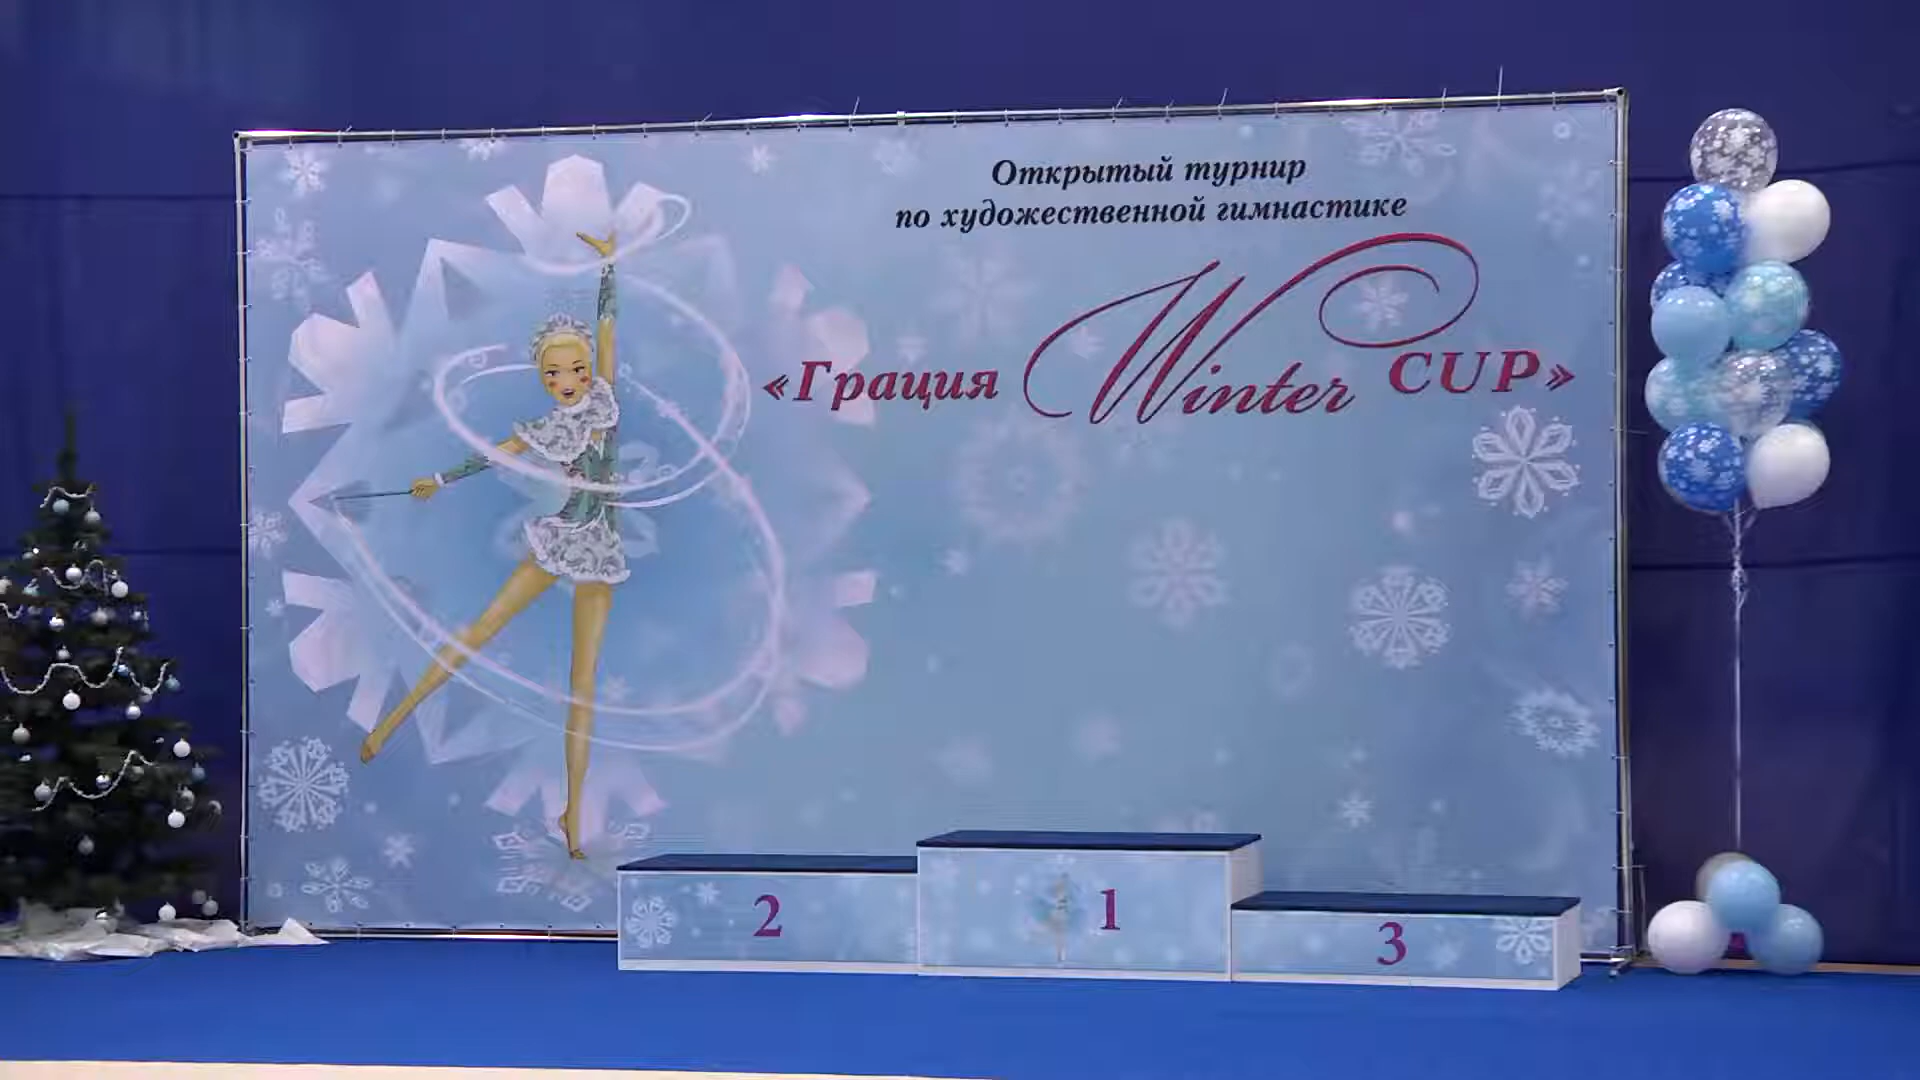 Открытый турнир
по художественной гимнастике
«Грация Winter CUP»
2 1 3